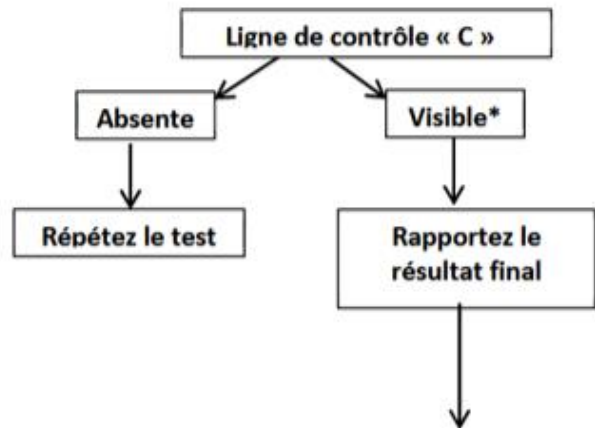 Ligne de contrôle « C »
Absente
Visible*
Répétez le test
Rapportez le
résultat final